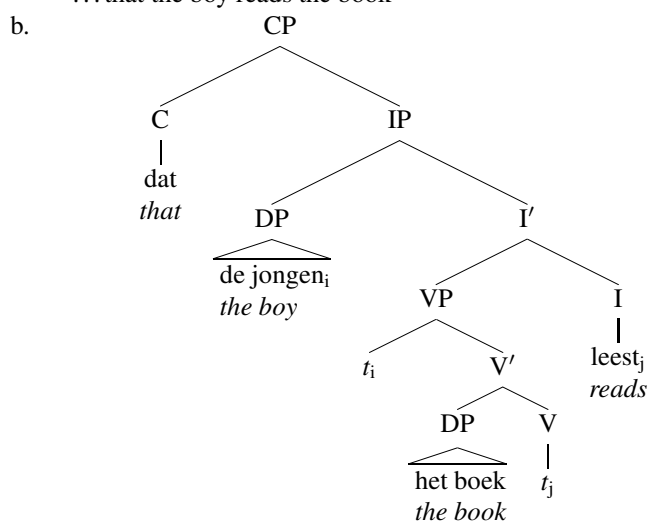 …that the boy reads the book
b.
CP
C IP
dat
that
DP I′
de jongeni
the boy
VP I
leestj
reads
ti V′
DP V
het boek
the book
tj